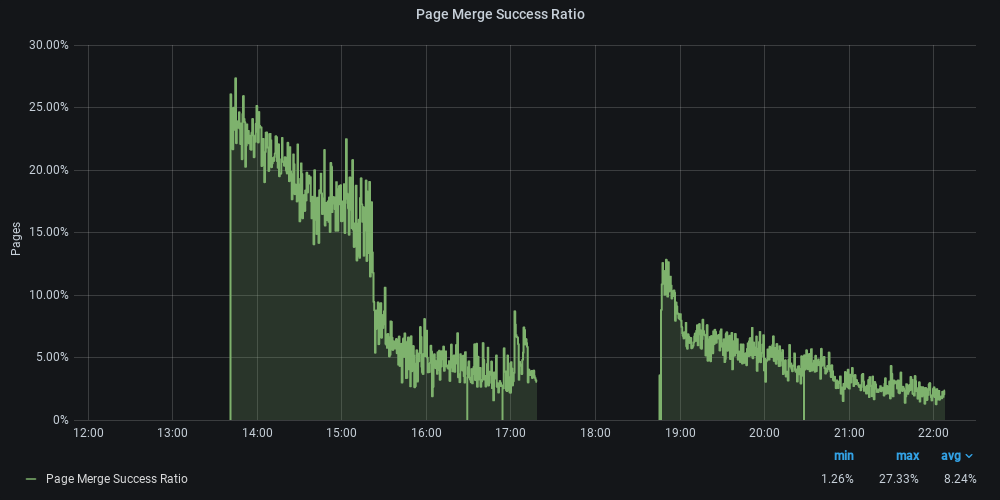 Page Merge Success Ratio
30.00%
25.00%
20.00%
15.00%
10.00%
5.00%
0%
Pages
12:00 13:00 14:00 15:00 16:00 17:00 18:00 19:00 20:00 21:00 22:00
min max avg
Page Merge Success Ratio 1.26% 27.33% 8.24%